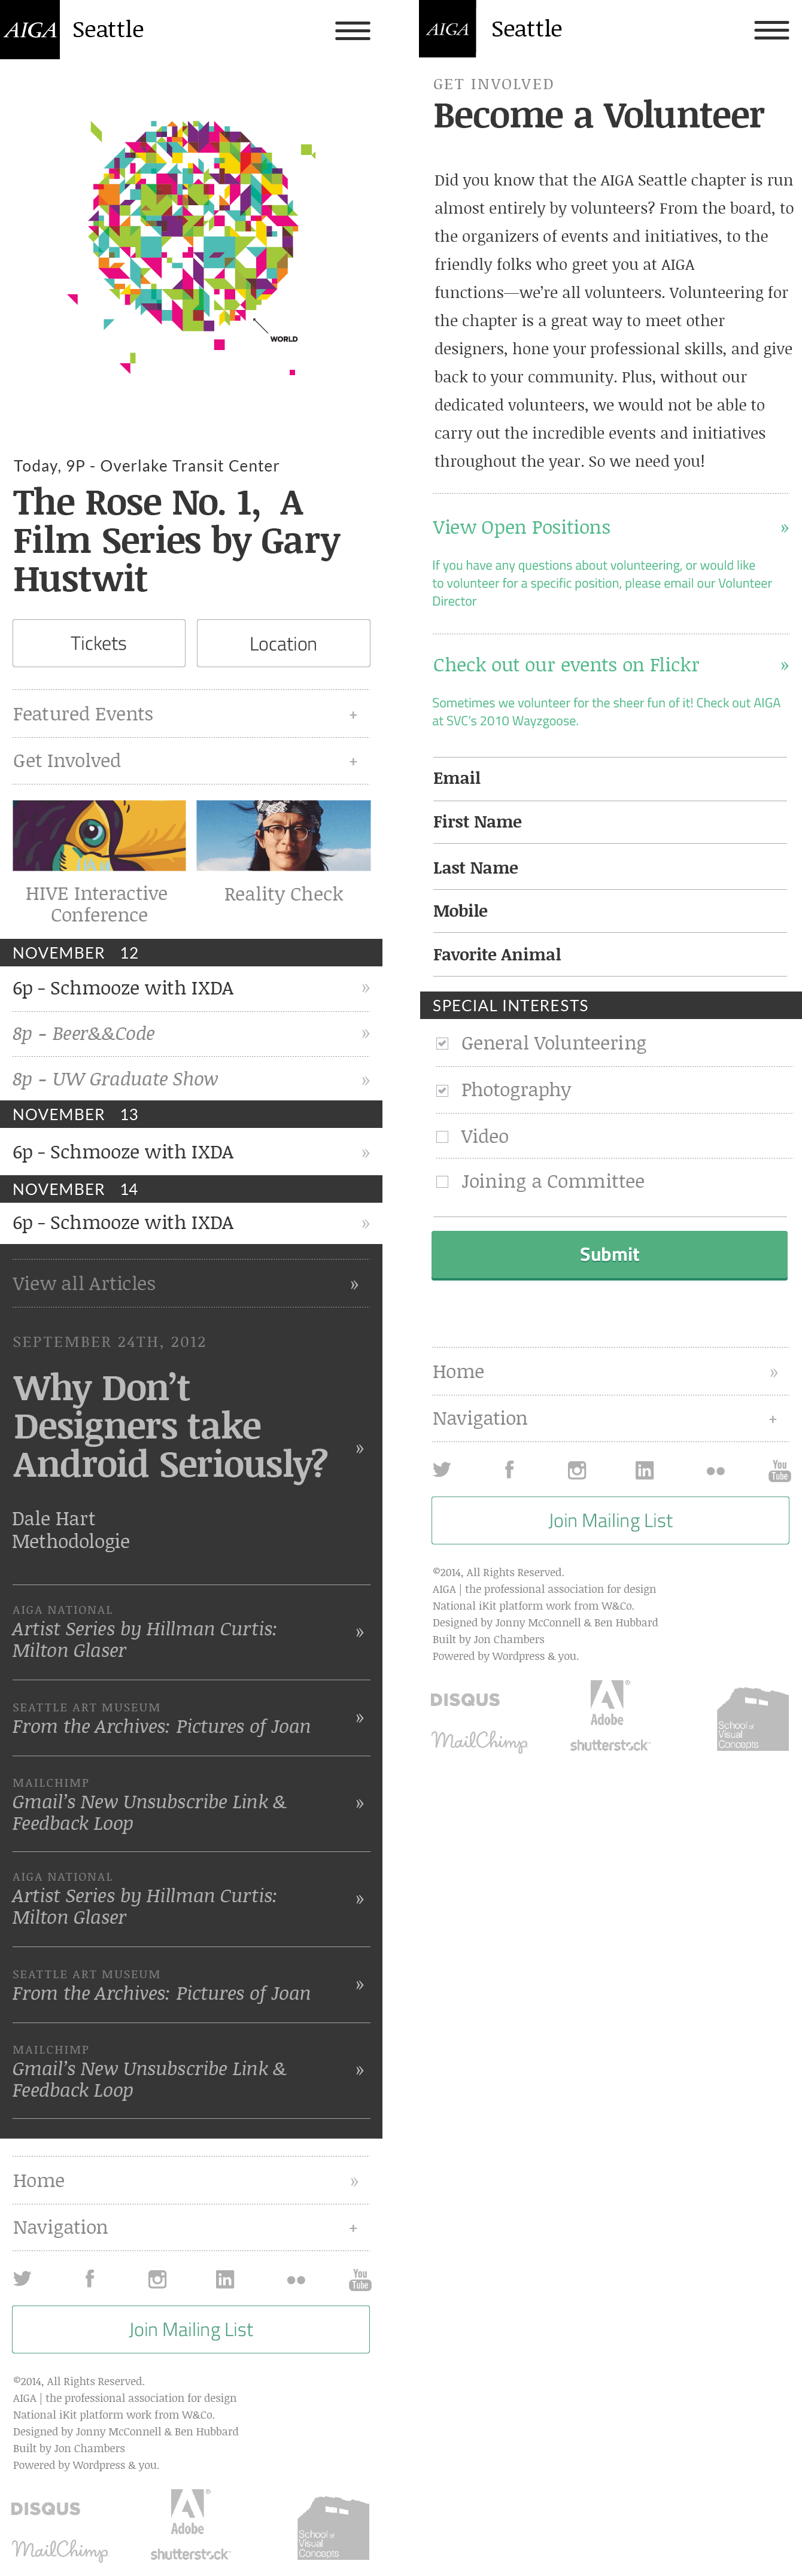 AIGA Seattle
WORLD
Today, 9P - Overlake Transit Center
The Rose No. 1, A
Film Series by Gary
Hustwit
Tickets
Location
Featured Events +
Get Involved +
HIVE Interactive
Conference
Reality Check
NOVEMBER 12
6p - Schmooze with IXDA »
8p - Beer&&Code »
8p - UW Graduate Show »
NOVEMBER 13
6p - Schmooze with IXDA »
NOVEMBER 14
6p - Schmooze with IXDA »
View all Articles »
SEPTEMBER 24TH, 2012
Why Don’t
Designers take
Android Seriously? »
Dale Hart
Methodologie
AIGA NATIONAL
Artist Series by Hillman Curtis: »
Milton Glaser
SEATTLE ART MUSEUM
From the Archives: Pictures of Joan »
MAILCHIMP
Gmail’s New Unsubscribe Link & »
Feedback Loop
AIGA NATIONAL
Artist Series by Hillman Curtis: »
Milton Glaser
SEATTLE ART MUSEUM
From the Archives: Pictures of Joan »
MAILCHIMP
Gmail’s New Unsubscribe Link & »
Feedback Loop
Home »
Navigation +
You Tube
Join Mailing List
©2014, All Rights Reserved.
AIGA | the professional association for design
National iKit platform work from W&Co.
Designed by Jonny McConnell & Ben Hubbard
Built by Jon Chambers
Powered by Wordpress & you.
DISQUS
Adobe
School of
Visual
Concepts
MailChimp
shutterstock
AIGA Seattle
GET INVOLVED
Become a Volunteer
Did you know that the AIGA Seattle chapter is run
almost entirely by volunteers? From the board, to
the organizers of events and initiatives, to the
friendly folks who greet you at AIGA
functions—we’re all volunteers. Volunteering for
the chapter is a great way to meet other
designers, hone your professional skills, and give
back to your community. Plus, without our
dedicated volunteers, we would not be able to
carry out the incredible events and initiatives
throughout the year. So we need you!
View Open Positions »
If you have any questions about volunteering, or would like
to volunteer for a specific position, please email our Volunteer
Director
Check out our events on Flickr »
Sometimes we volunteer for the sheer fun of it! Check out AIGA
at SVC’s 2010 Wayzgoose.
Email
First Name
Last Name
Mobile
Favorite Animal
SPECIAL INTERESTS
General Volunteering
Photography
Video
Joining a Committee
Submit
Home »
Navigation +
You Tube
Join Mailing List
©2014, All Rights Reserved.
AIGA | the professional association for design
National iKit platform work from W&Co.
Designed by Jonny McConnell & Ben Hubbard
Built by Jon Chambers
Powered by Wordpress & you.
DISQUS
Adobe
School of
Visual
Concepts
MailChimp
shutterstock